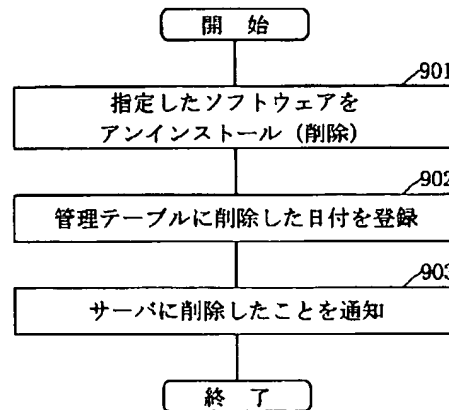 開始
901
指定したソフトウェアを
アンインストール（削除）
902
管理テーブルに削除した日付を登録
903
サーバに削除したことを通知
終了